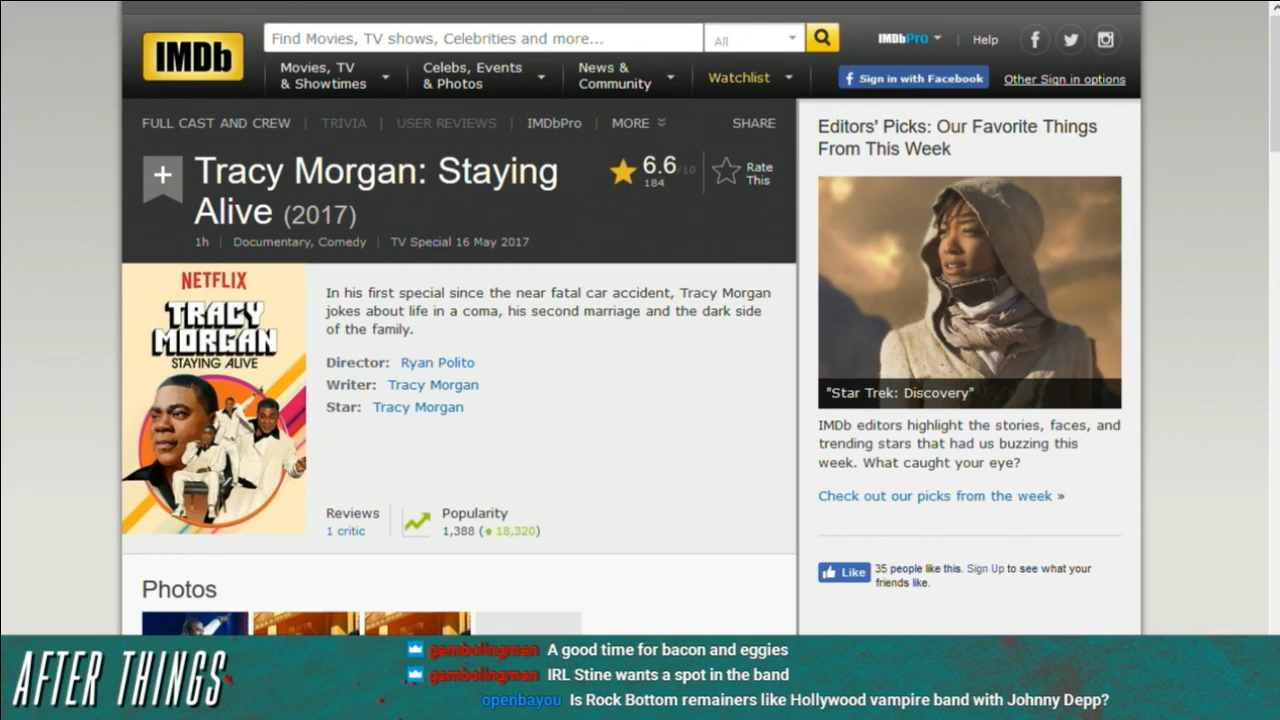 IMDb
Find Movies, TV shows, Celebrities and more...
All
IMDbPRO
Help
Movies, TV
& Showtimes
Celebs, Events
& Photos
News &
Community
Watchlist
Sign in with Facebook
Other Sign in options
FULL CAST AND CREW
TRIVIA
USER REVIEWS
IMDbPro
MORE
SHARE
+
Tracy Morgan: Staying
Alive (2017)
6.6/10
184
Rate
This
1h | Documentary, Comedy | TV Special 16 May 2017
NETFLIX
TRACY
MORGAN
STAYING ALIVE
In his first special since the near fatal car accident, Tracy Morgan
jokes about life in a coma, his second marriage and the dark side
of the family.
Director: Ryan Polito
Writer: Tracy Morgan
Star: Tracy Morgan
Reviews
1 critic
Popularity
1,388 (18,320)
Photos
Editors' Picks: Our Favorite Things
From This Week
"Star Trek: Discovery"
IMDb editors highlight the stories, faces, and
trending stars that had us buzzing this
week. What caught your eye?
Check out our picks from the week »
Like
35 people like this. Sign Up to see what your
friends like.
AFTER THINGS
gambolingman A good time for bacon and eggies
gambolingman IRL Stine wants a spot in the band
openbayou Is Rock Bottom remainers like Hollywood vampire band with Johnny Depp?